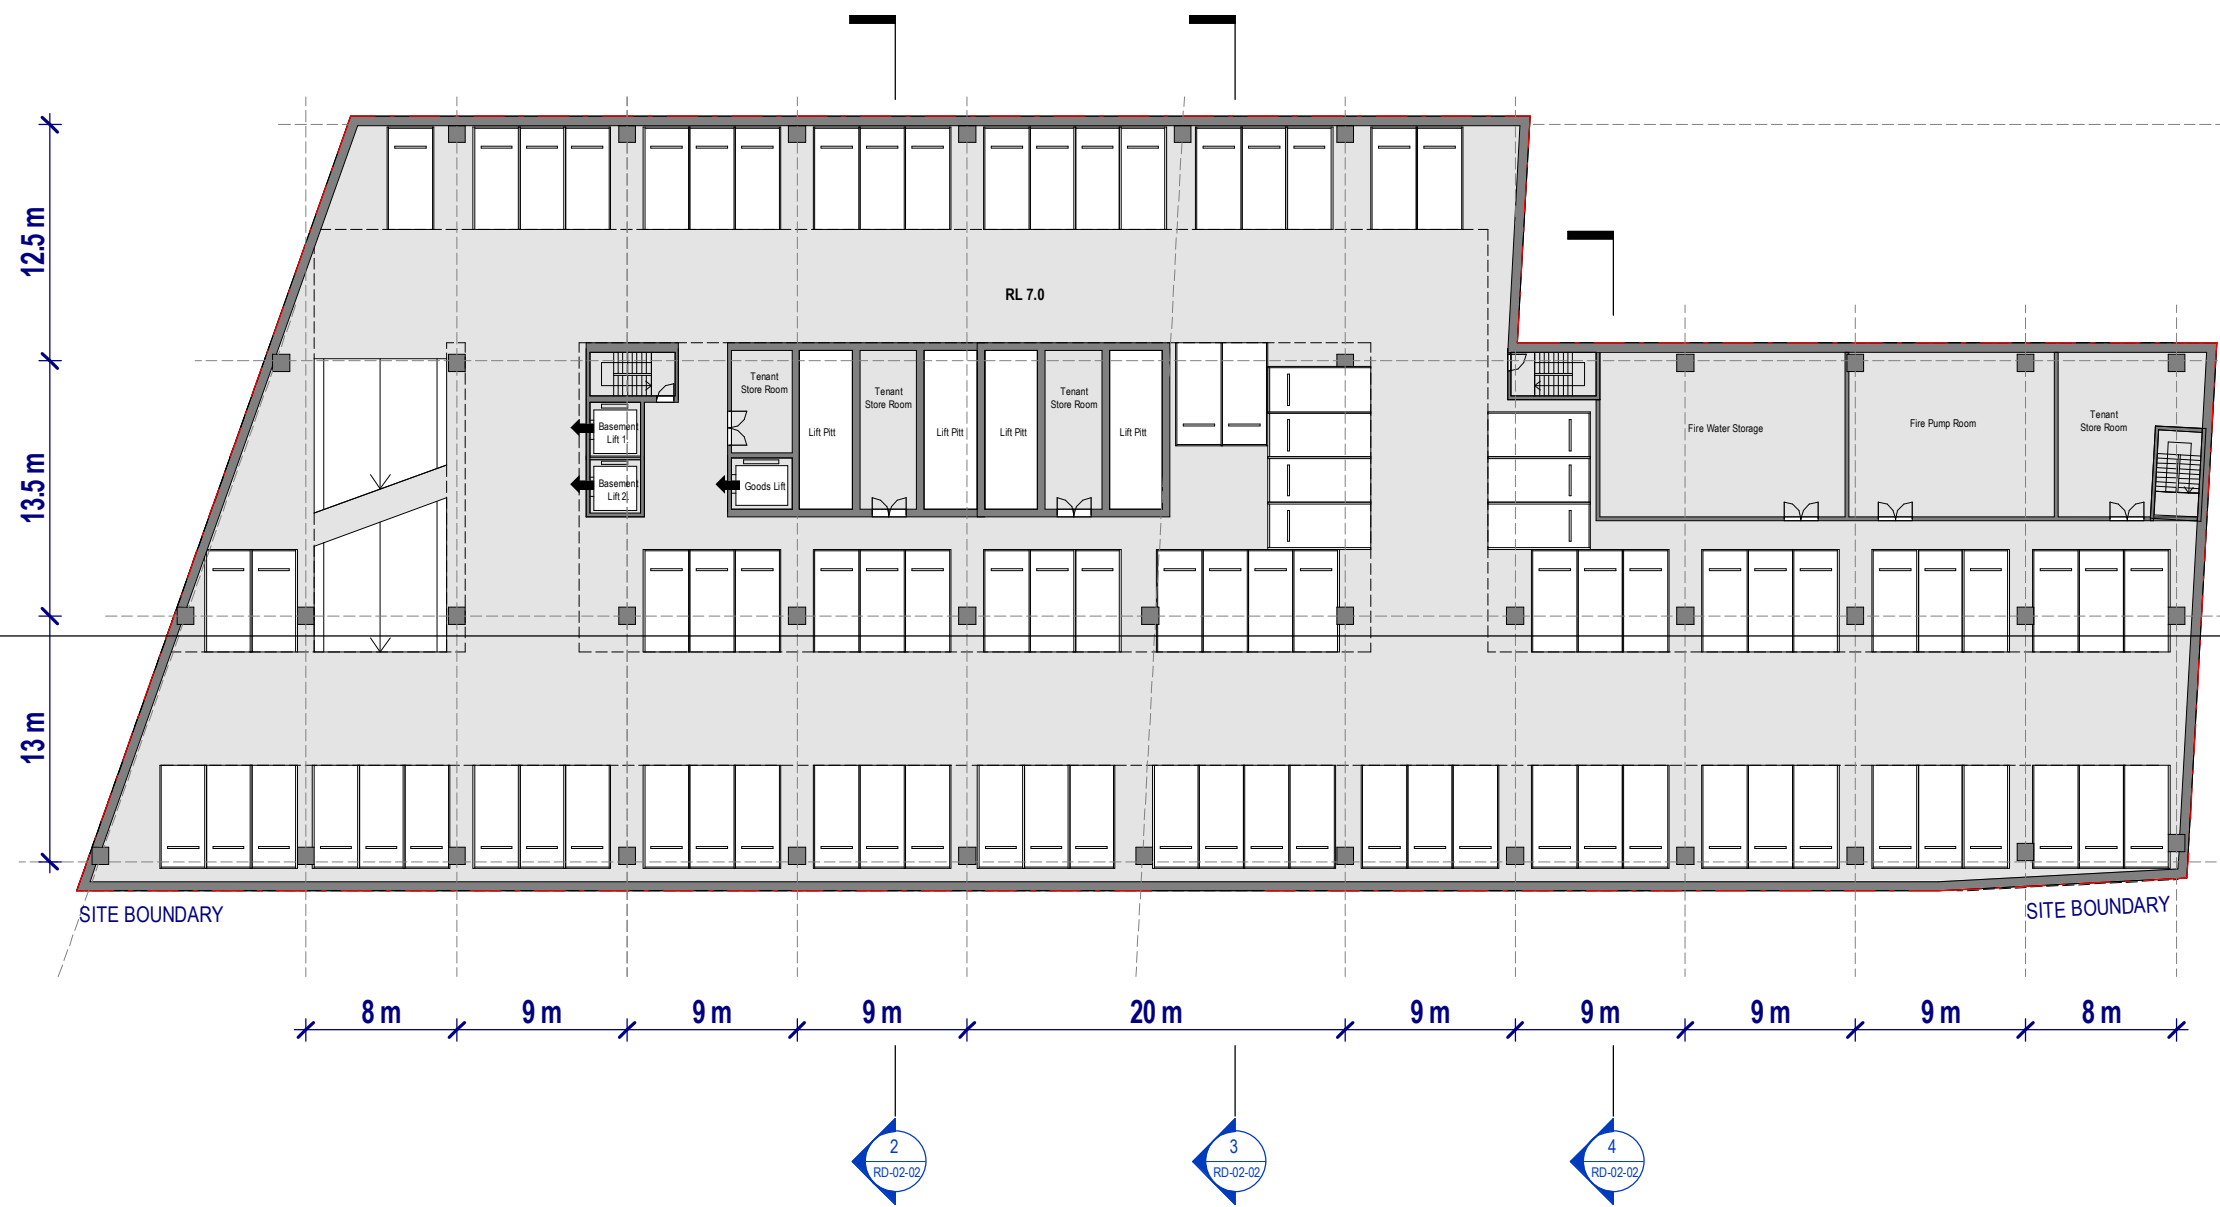 12.5 m
RL 7.0
Tenant
Store Room
Tenant
Store Room
Tenant
Store Room
Tenant
Store Room
Basement
Lift 1
Lift Pitt
Lift Pitt
Lift Pitt
Lift Pitt
Fire Water Storage
Fire Pump Room
13.5 m
Basement
Lift 2
Goods Lift
13 m
SITE BOUNDARY
SITE BOUNDARY
8 m
9 m
9 m
9 m
20 m
9 m
9 m
9 m
9 m
8 m
2
RD-02-02
3
RD-02-02
4
RD-02-02